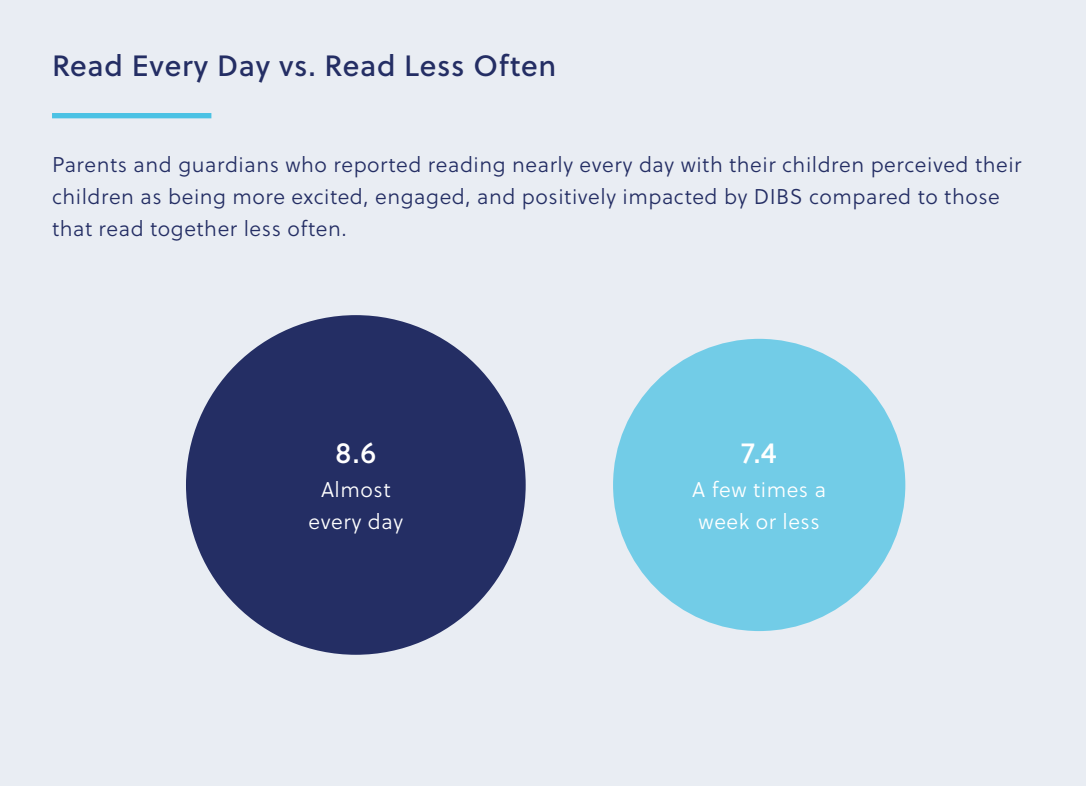 Read Every Day vs. Read Less Often
Parents and guardians who reported reading nearly every day with their children perceived their
children as being more excited, engaged, and positively impacted by DIBS compared to those
that read together less often.
8.6
Almost
every day
7.4
A few times a
week or less